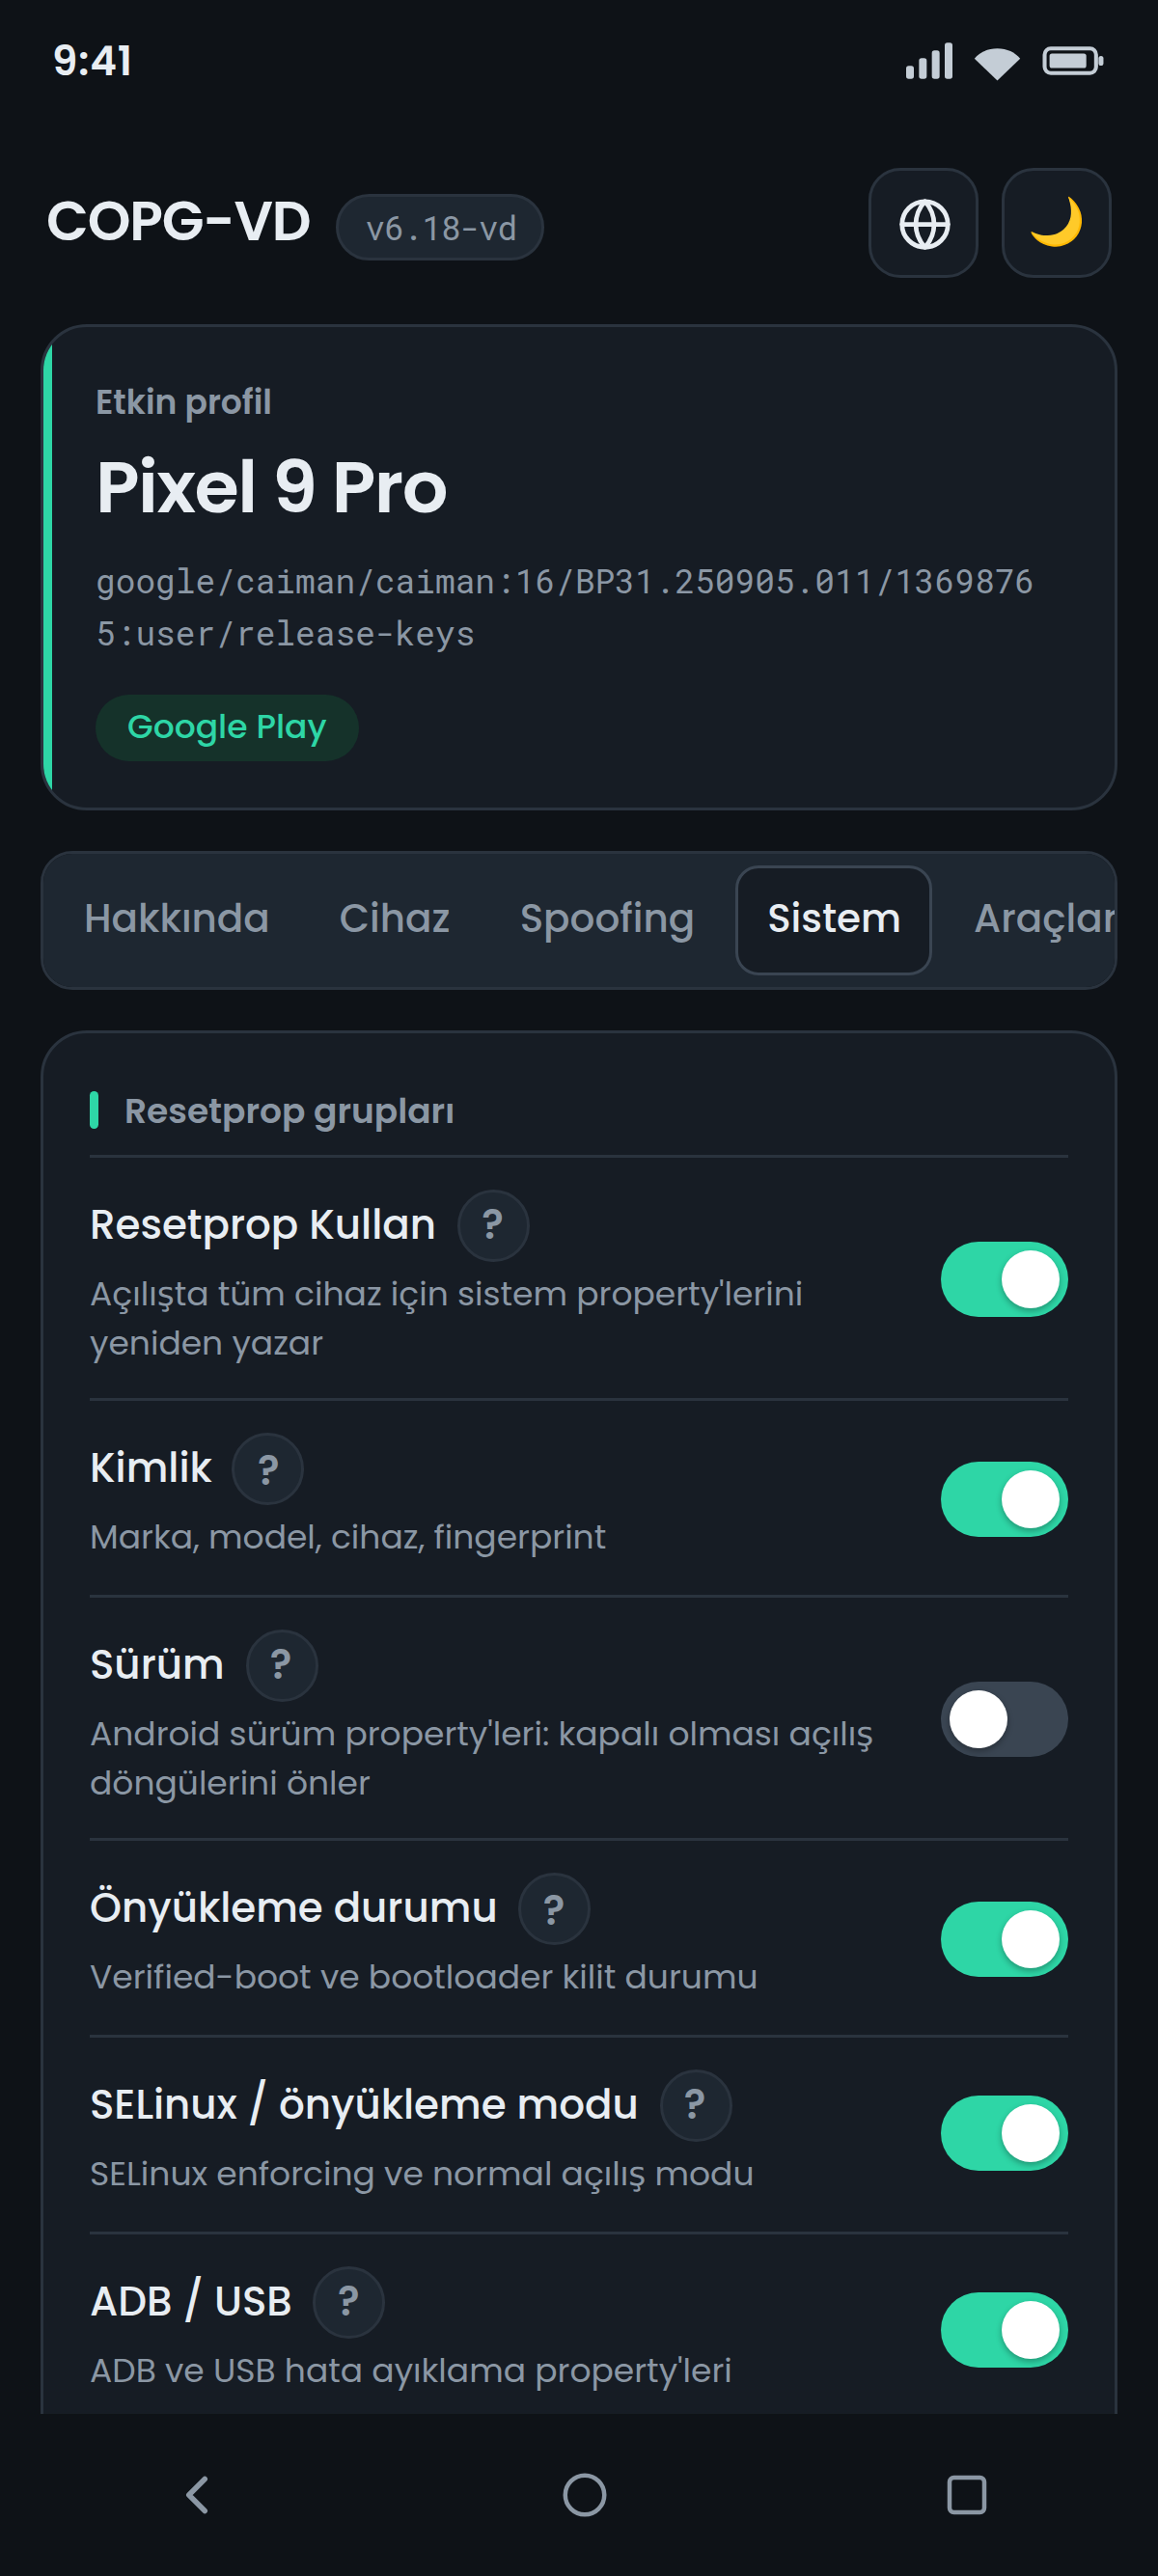 9:41
COPG-VD v6.18-vd
Etkin profil
Pixel 9 Pro
google/caiman/caiman:16/BP31.250905.011/1369876
5:user/release-keys
Google Play
Hakkında Cihaz Spoofing Sistem Araçlar
Resetprop grupları
Resetprop Kullan ?
Açılışta tüm cihaz için sistem property'lerini
yeniden yazar
Kimlik ?
Marka, model, cihaz, fingerprint
Sürüm ?
Android sürüm property'leri: kapalı olması açılış
döngülerini önler
Önyükleme durumu ?
Verified-boot ve bootloader kilit durumu
SELinux / önyükleme modu ?
SELinux enforcing ve normal açılış modu
ADB / USB ?
ADB ve USB hata ayıklama property'leri